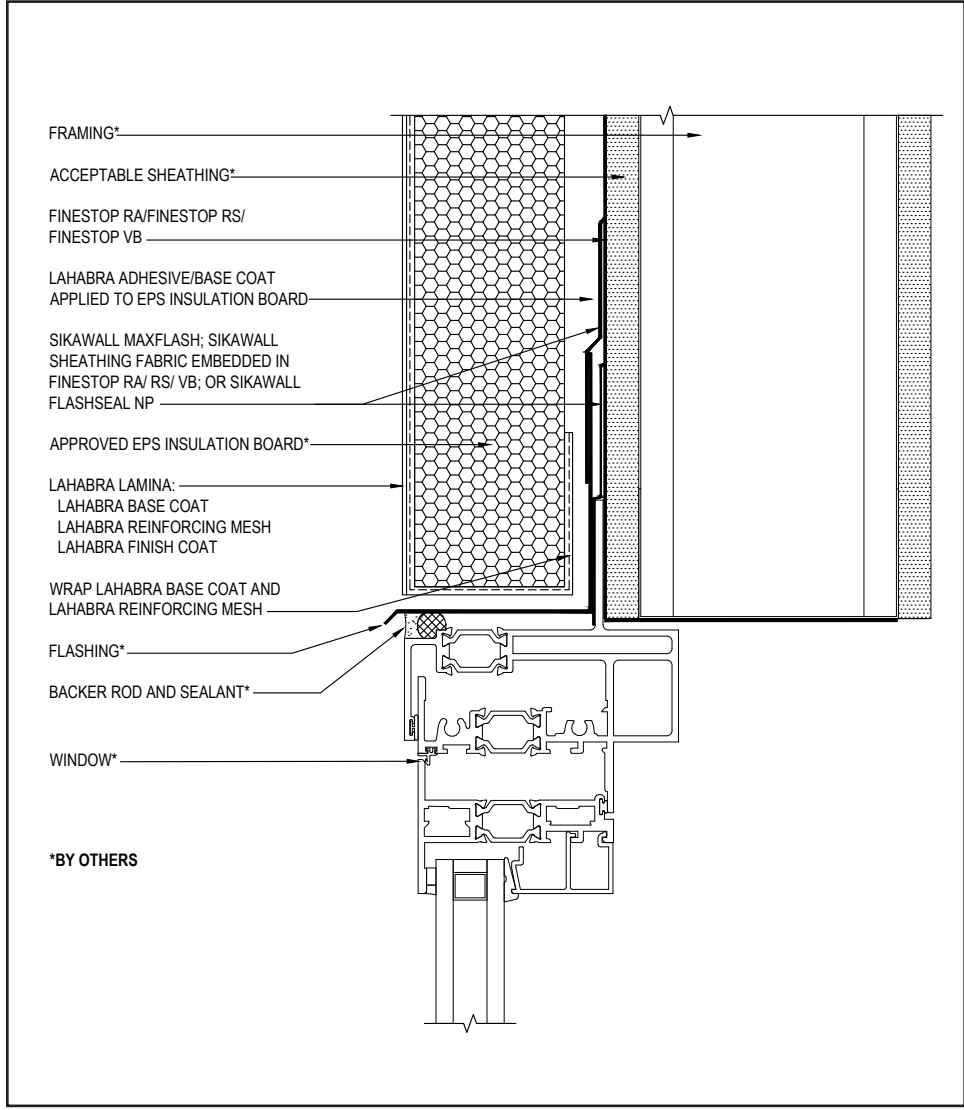 FRAMING*
ACCEPTABLE SHEATHING*
FINESTOP RA/FINESTOP RS/
FINESTOP VB
LAHABRA ADHESIVE/BASE COAT
APPLIED TO EPS INSULATION BOARD
SIKAWALL MAXFLASH; SIKAWALL
SHEATHING FABRIC EMBEDDED IN
FINESTOP RA/ RS/ VB; OR SIKAWALL
FLASHSEAL NP
APPROVED EPS INSULATION BOARD*
LAHABRA LAMINA:
LAHABRA BASE COAT
LAHABRA REINFORCING MESH
LAHABRA FINISH COAT
WRAP LAHABRA BASE COAT AND
LAHABRA REINFORCING MESH
FLASHING*
BACKER ROD AND SEALANT*
WINDOW*
*BY OTHERS